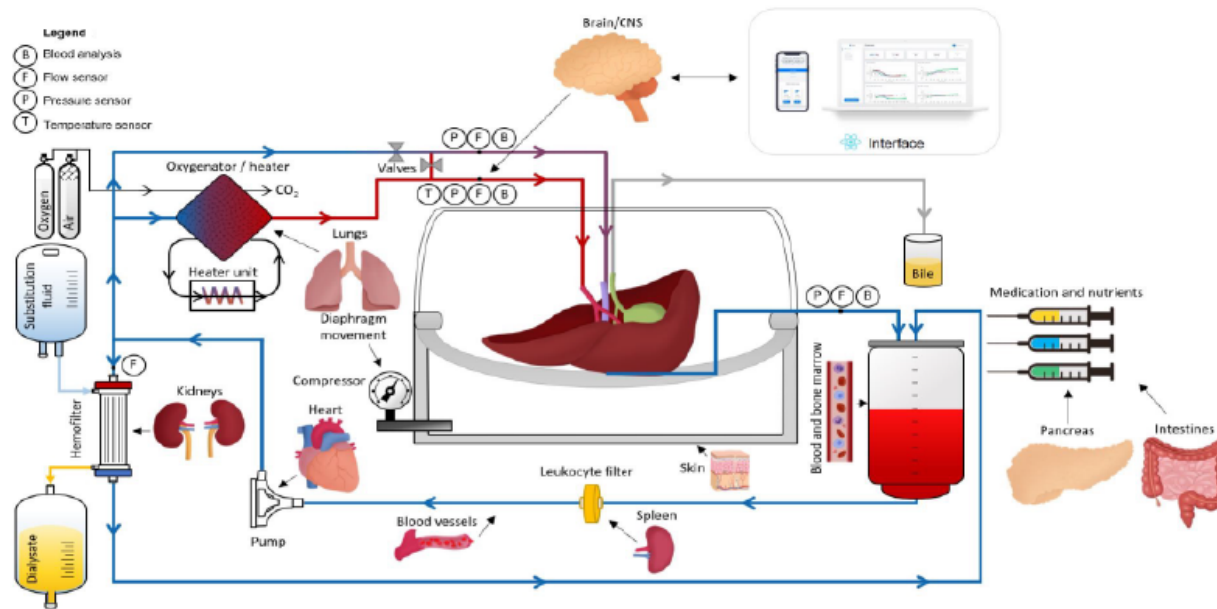 Legend
B Blood analysis
F Flow sensor
P Pressure sensor
T Temperature sensor
Brain/CNS
Interface
Oxygenator / heater
Valves
P F B
T P F B
CO2
Oxygen
Air
Lungs
Heater unit
Substitution
fluid
Diaphragm
movement
Bile
P F B
Medication and nutrients
F
Kidneys
Hemofilter
Compressor
Heart
Blood and bone marrow
Pancreas
Intestines
Skin
Leukocyte filter
Spleen
Blood vessels
Pump
Dialysate